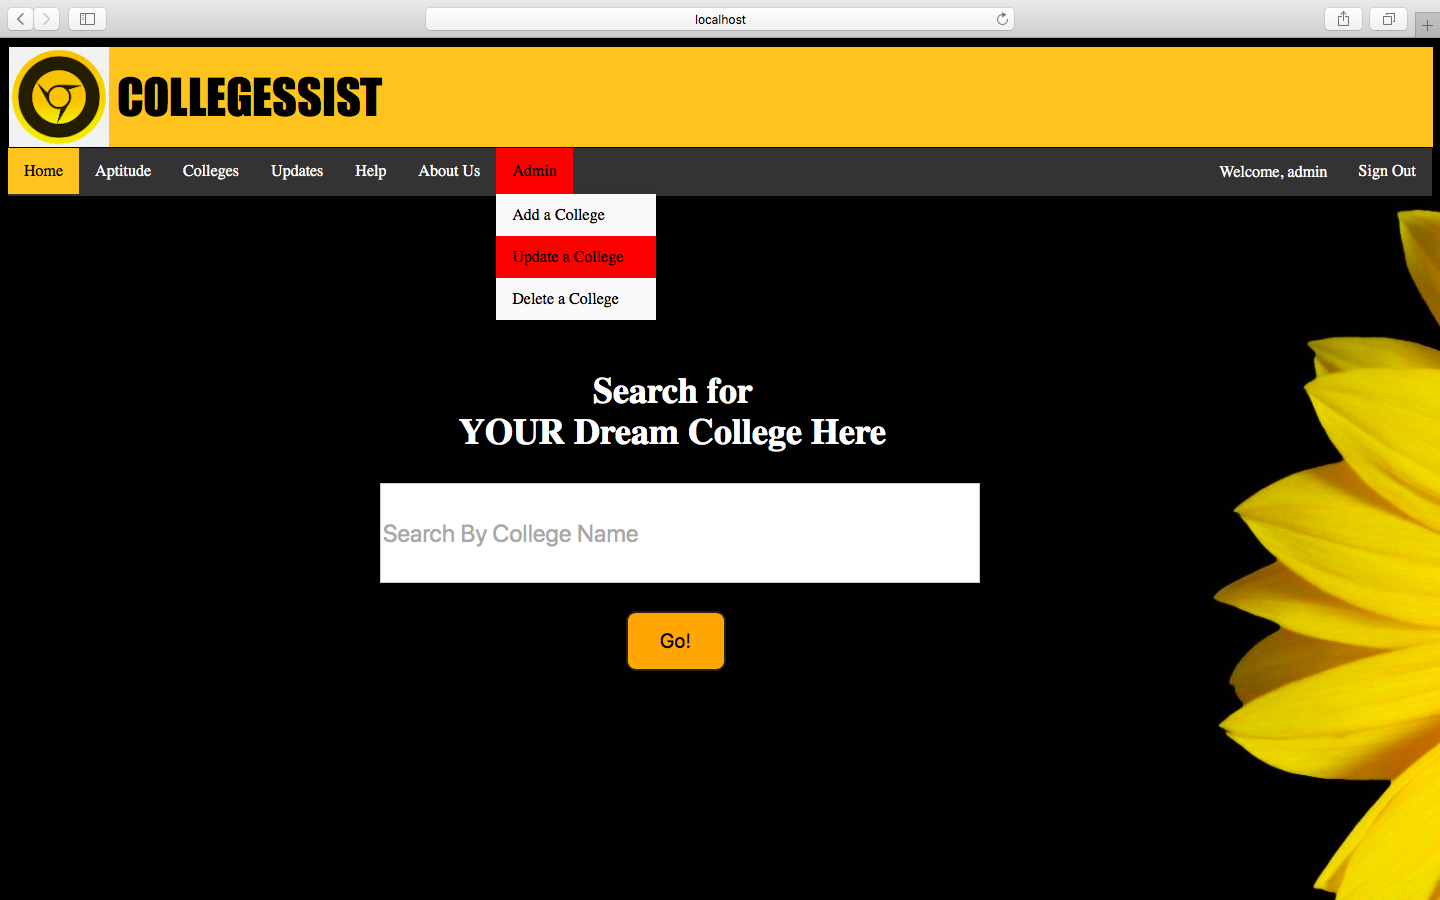 localhost
COLLEGESSIST
Home Aptitude Colleges Updates Help About Us Admin Welcome, admin Sign Out
Add a College
Update a College
Delete a College
Search for
YOUR Dream College Here
Search By College Name
Go!